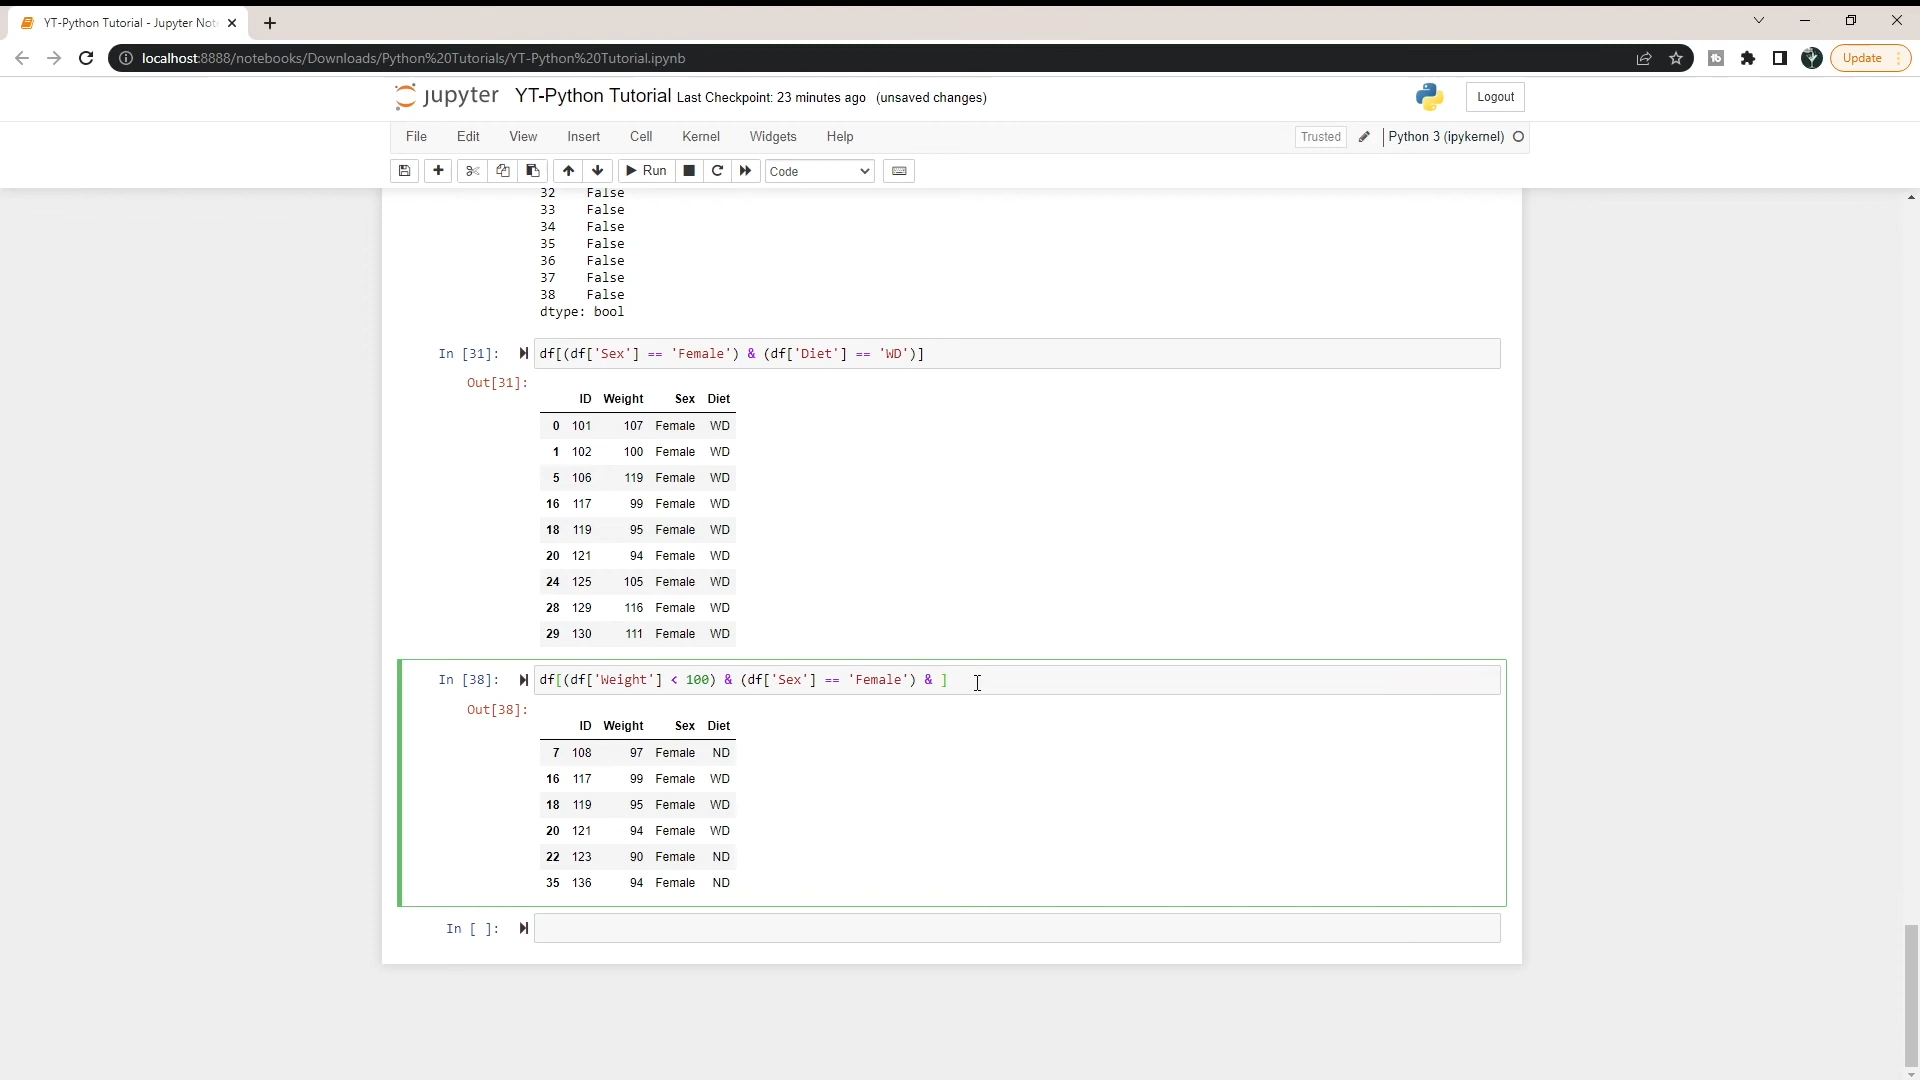 YT-Python Tutorial - Jupyter Not
localhost:8888/notebooks/Downloads/Python%20Tutorials/YT-Python%20Tutorial.ipynb
Update
jupyter YT-Python Tutorial Last Checkpoint: 23 minutes ago (unsaved changes)
Logout
File Edit View Insert Cell Kernel Widgets Help
Trusted Python 3 (ipykernel)
Run Code
32 False
33 False
34 False
35 False
36 False
37 False
38 False
dtype: bool
In [31]: df[(df['Sex'] == 'Female') & (df['Diet'] == 'WD')]
Out[31]:
ID Weight Sex Diet
0 101 107 Female WD
1 102 100 Female WD
5 106 119 Female WD
16 117 99 Female WD
18 119 95 Female WD
20 121 94 Female WD
24 125 105 Female WD
28 129 116 Female WD
29 130 111 Female WD
In [38]: df[(df['Weight'] < 100) & (df['Sex'] == 'Female') & ]
Out[38]:
ID Weight Sex Diet
7 108 97 Female ND
16 117 99 Female WD
18 119 95 Female WD
20 121 94 Female WD
22 123 90 Female ND
35 136 94 Female ND
In [ ]: